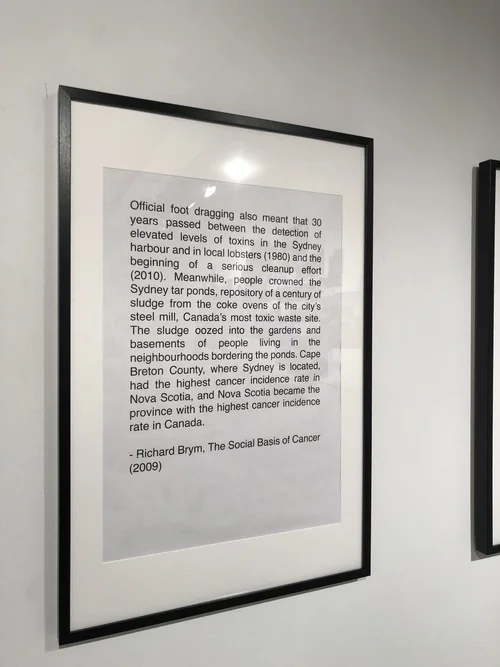 Official foot dragging also meant that 30
years passed between the detection of
elevated levels of toxins in the Sydney
harbour and in local lobsters (1980) and the
beginning of a serious cleanup effort
(2010). Meanwhile, people crowned the
Sydney tar ponds, repository of a century of
sludge from the coke ovens of the city's
steel mill, Canada's most toxic waste site.
The sludge oozed into the gardens and
basements of people living in the
neighbourhoods bordering the ponds. Cape
Breton County, where Sydney is located,
had the highest cancer incidence rate in
Nova Scotia, and Nova Scotia became the
province with the highest cancer incidence
rate in Canada.
- Richard Brym, The Social Basis of Cancer
(2009)